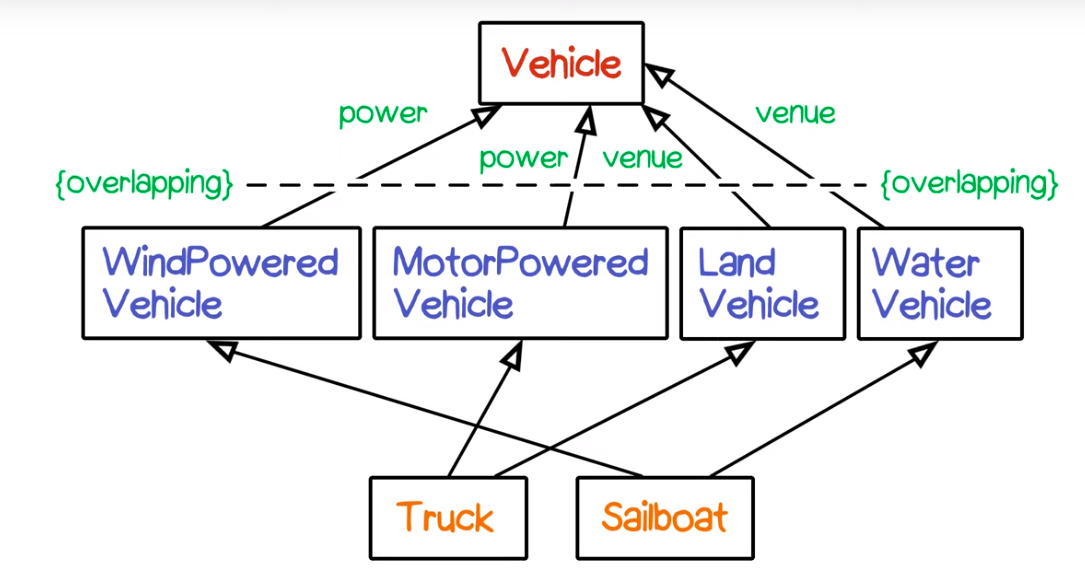 Vehicle
power
venue
power
venue
{overlapping}
{overlapping}
WindPowered
Vehicle
MotorPowered
Vehicle
Land
Vehicle
Water
Vehicle
Truck
Sailboat